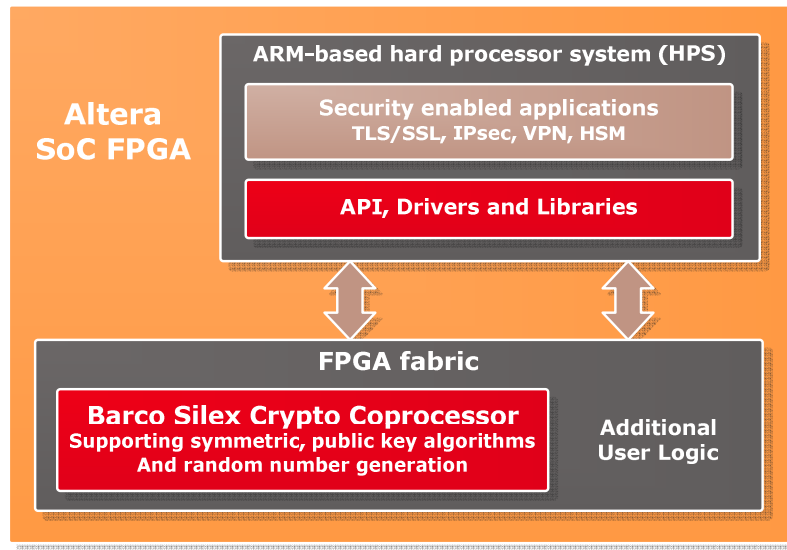 ARM-based hard processor system (HPS)
Altera
SoC FPGA
Security enabled applications
TLS/SSL, IPsec, VPN, HSM
API, Drivers and Libraries
FPGA fabric
Barco Silex Crypto Coprocessor
Supporting symmetric, public key algorithms
And random number generation
Additional
User Logic